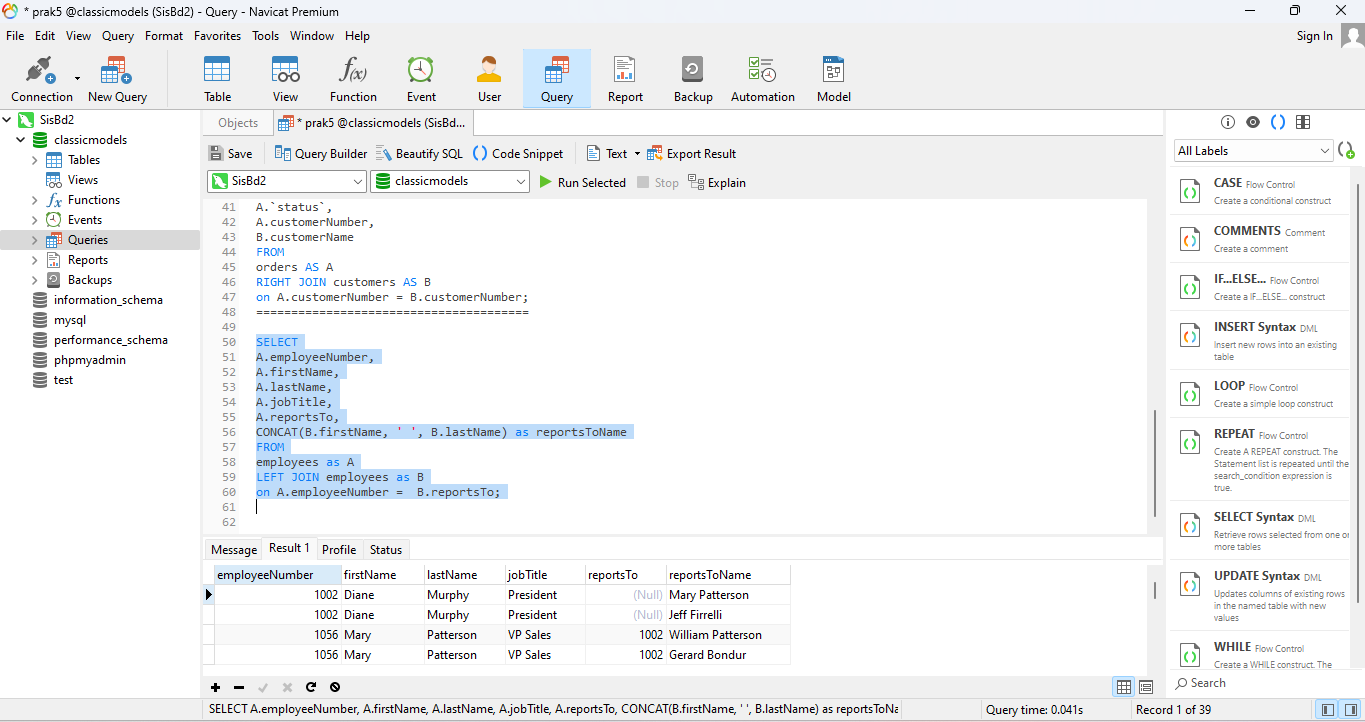 * prak5 @classicmodels (SisBd2) - Query - Navicat Premium
File Edit View Query Format Favorites Tools Window Help
Sign In
Connection New Query Table View Function Event User Query Report Backup Automation Model
f(x)
SisBd2
classicmodels
Tables
Views
Functions
Events
Queries
Reports
Backups
information_schema
mysql
performance_schema
phpmyadmin
test
Objects * prak5 @classicmodels (SisBd...
Save Query Builder Beautify SQL Code Snippet Text Export Result
SisBd2 classicmodels Run Selected Stop Explain
41 A.`status`,
42 A.customerNumber,
43 B.customerName
44 FROM
45 orders AS A
46 RIGHT JOIN customers AS B
47 on A.customerNumber = B.customerNumber;
48 =======================================
49
50 SELECT
51 A.employeeNumber,
52 A.firstName,
53 A.lastName,
54 A.jobTitle,
55 A.reportsTo,
56 CONCAT(B.firstName, ' ', B.lastName) as reportsToName
57 FROM
58 employees as A
59 LEFT JOIN employees as B
60 on A.employeeNumber =  B.reportsTo;
61
62
Message Result 1 Profile Status
employeeNumber firstName lastName jobTitle reportsTo reportsToName
1002 Diane Murphy President (Null) Mary Patterson
1002 Diane Murphy President (Null) Jeff Firrelli
1056 Mary Patterson VP Sales 1002 William Patterson
1056 Mary Patterson VP Sales 1002 Gerard Bondur
SELECT A.employeeNumber, A.firstName, A.lastName, A.jobTitle, A.reportsTo, CONCAT(B.firstName, ' ', B.lastName) as reportsToNa
Query time: 0.041s
Record 1 of 39
All Labels
CASE Flow Control
Create a conditional construct
COMMENTS Comment
Create a comment
IF...ELSE... Flow Control
Create a IF...ELSE... construct
INSERT Syntax DML
Insert new rows into an existing
table
LOOP Flow Control
Create a simple loop construct
REPEAT Flow Control
Create A REPEAT construct. The
Statement list is repeated until the
search_condition expression is
true.
SELECT Syntax DML
Retrieve rows selected from one or
more tables
UPDATE Syntax DML
Updates columns of existing rows
in the named table with new
values
WHILE Flow Control
Create a WHILE construct. The
Search